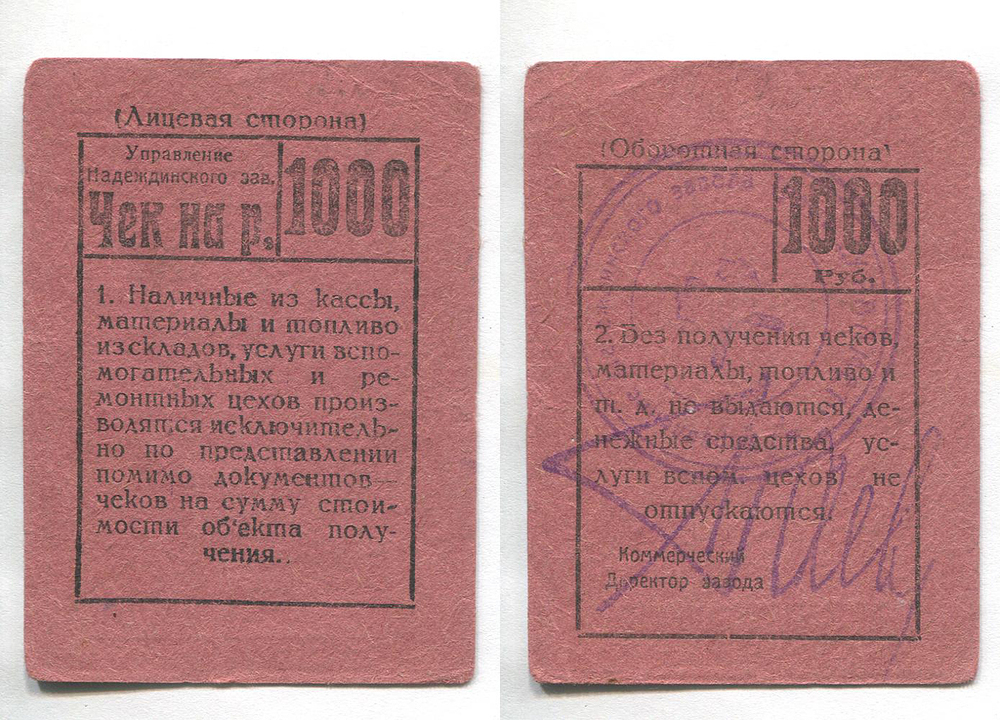 (Лицевая сторона)
Управление
Надеждинского зав.
Чек на р.
1000
1. Наличные из кассы,
материалы и топливо
из складов, услуги вспо-
могательных и ре-
монтных цехов произ-
водятся исключитель-
но по представлении
помимо документов—
чеков на сумму стои-
мости об'екта полу-
чения.
(Оборотная сторона)
1000
Руб.
завода
2. Без получения чеков,
материалы, топливо и
т. д. не выдаются, де-
нежные средства, ус-
луги вспом. цехов не
отпускаются.
Коммерческий
Директор завода